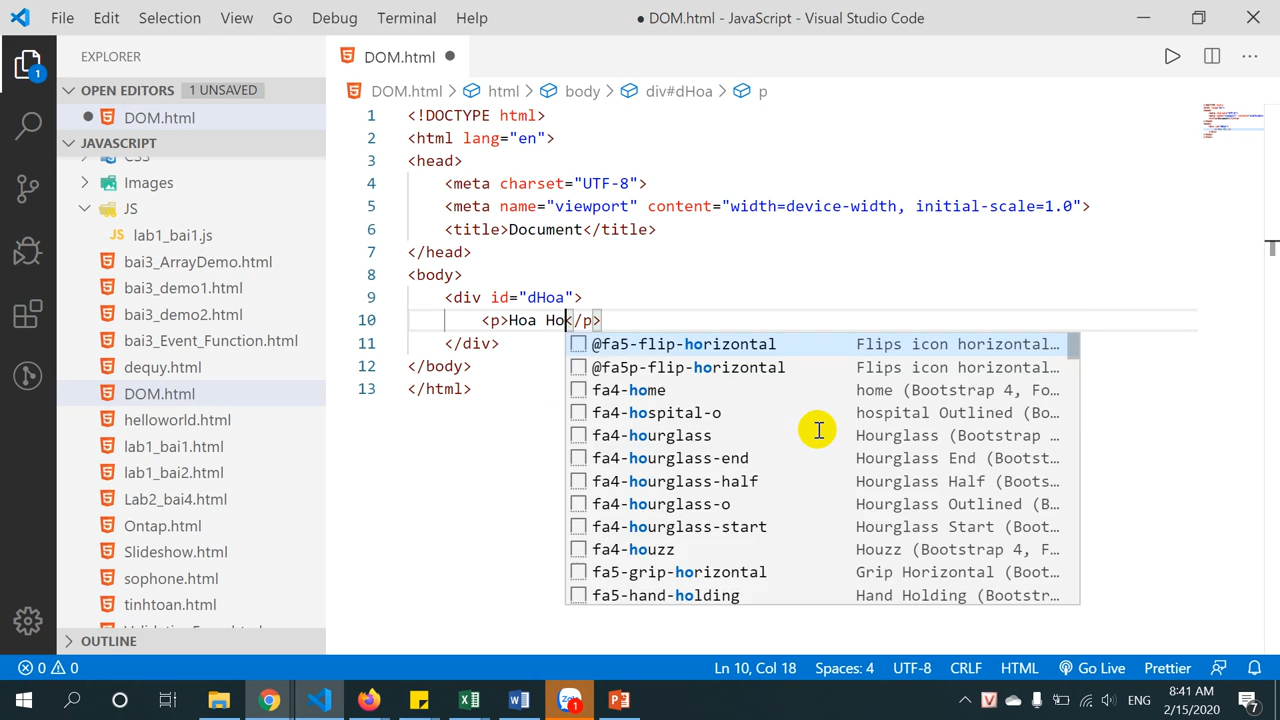 File Edit Selection View Go Debug Terminal Help ● DOM.html - JavaScript - Visual Studio Code
EXPLORER
OPEN EDITORS 1 UNSAVED
DOM.html
JAVASCRIPT
CSS
Images
JS
JS lab1_bai1.js
bai3_ArrayDemo.html
bai3_demo1.html
bai3_demo2.html
bai3_Event_Function.html
dequy.html
DOM.html
helloworld.html
lab1_bai1.html
lab1_bai2.html
Lab2_bai4.html
Ontap.html
Slideshow.html
sophone.html
tinhtoan.html
OUTLINE
1
DOM.html
DOM.html > html > body > div#dHoa > p
1 <!DOCTYPE html>
2 <html lang="en">
3 <head>
4 <meta charset="UTF-8">
5 <meta name="viewport" content="width=device-width, initial-scale=1.0">
6 <title>Document</title>
7 </head>
8 <body>
9 <div id="dHoa">
10 <p>Hoa Ho</p>
11 </div>
12 </body>
13 </html>
@fa5-flip-horizontal Flips icon horizontal…
@fa5p-flip-horizontal Flips icon horizontal…
fa4-home home (Bootstrap 4, Fo…
fa4-hospital-o hospital Outlined (Bo…
fa4-hourglass Hourglass (Bootstrap …
fa4-hourglass-end Hourglass End (Bootst…
fa4-hourglass-half Hourglass Half (Boots…
fa4-hourglass-o Hourglass Outlined (B…
fa4-hourglass-start Hourglass Start (Boot…
fa4-houzz Houzz (Bootstrap 4, F…
fa5-grip-horizontal Grip Horizontal (Boot…
fa5-hand-holding Hand Holding (Bootstr…
0 0 Ln 10, Col 18 Spaces: 4 UTF-8 CRLF HTML Go Live Prettier
Zalo 1 ENG 8:41 AM 7
2/15/2020